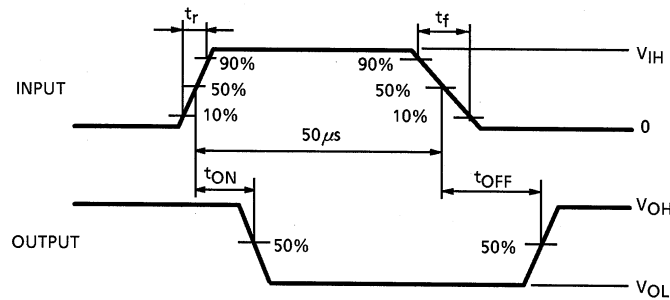 tr
tf
VIH
90%
90%
INPUT
50%
50%
10%
10%
0
50µs
tON
tOFF
VOH
OUTPUT
50%
50%
VOL